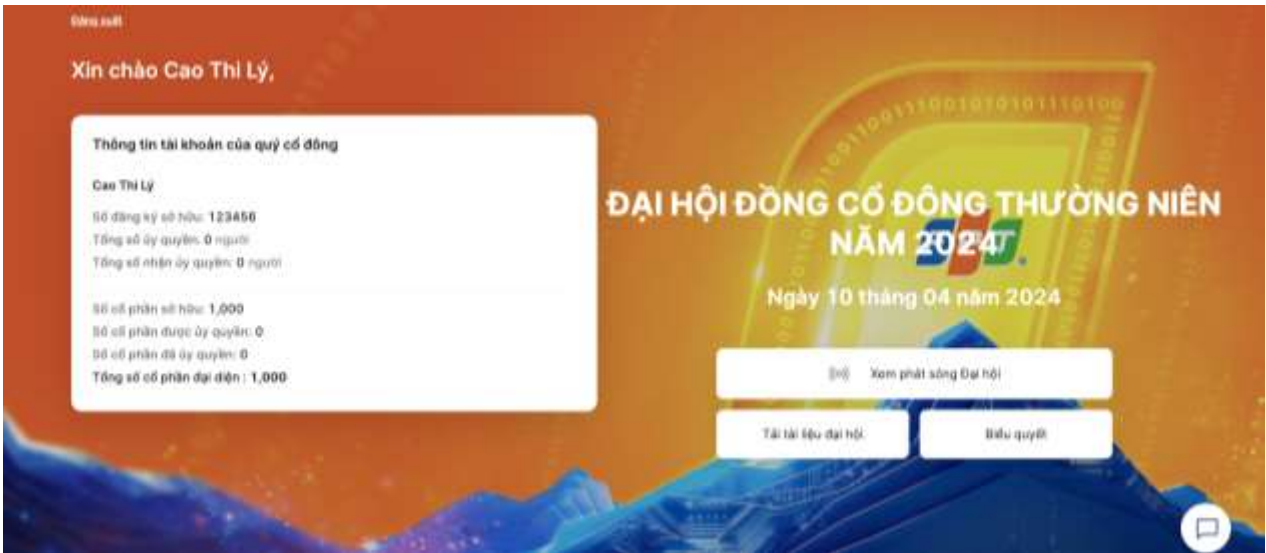 Đăng xuất
Xin chào Cao Thi Lý,
Thông tin tài khoản của quý cổ đông
Cao Thi Lý
Số đăng ký sở hữu: 123456
Tổng số ủy quyền: 0 người
Tổng số nhận ủy quyền: 0 người
Số cổ phần sở hữu: 1,000
Số cổ phần được ủy quyền: 0
Số cổ phần đã ủy quyền: 0
Tổng số cổ phần đại diện : 1,000
ĐẠI HỘI ĐỒNG CỔ ĐÔNG THƯỜNG NIÊN
NĂM 2024
Ngày 10 tháng 04 năm 2024
Xem phát sóng Đại hội
Tải tài liệu đại hội
Biểu quyết